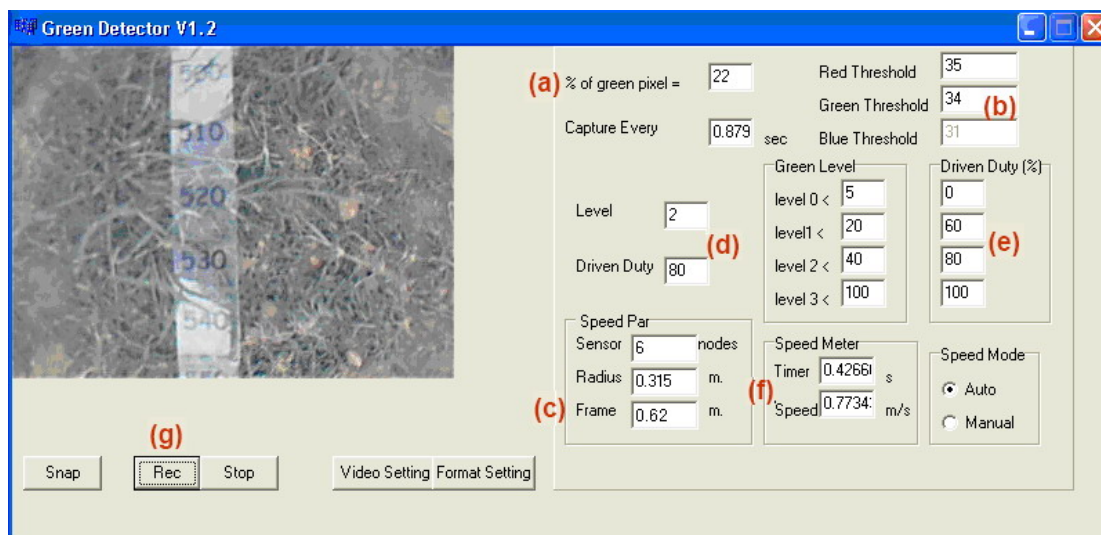 Green Detector V1.2
500
510
520
530
540
(a) % of green pixel = 22
Capture Every 0.879 sec
Red Threshold 35
Green Threshold 34 (b)
Blue Threshold 31
Level 2
(d)
Driven Duty 80
Green Level
level 0 < 5
level1 < 20
level 2 < 40
level 3 < 100
Driven Duty (%)
0
60
80
100
(e)
Speed Par
Sensor 6 nodes
Radius 0.315 m.
(c) Frame 0.62 m.
Speed Meter
Timer 0.4266 s
(f) Speed 0.7734 m/s
Speed Mode
Auto
Manual
(g)
Snap Rec Stop Video Setting Format Setting